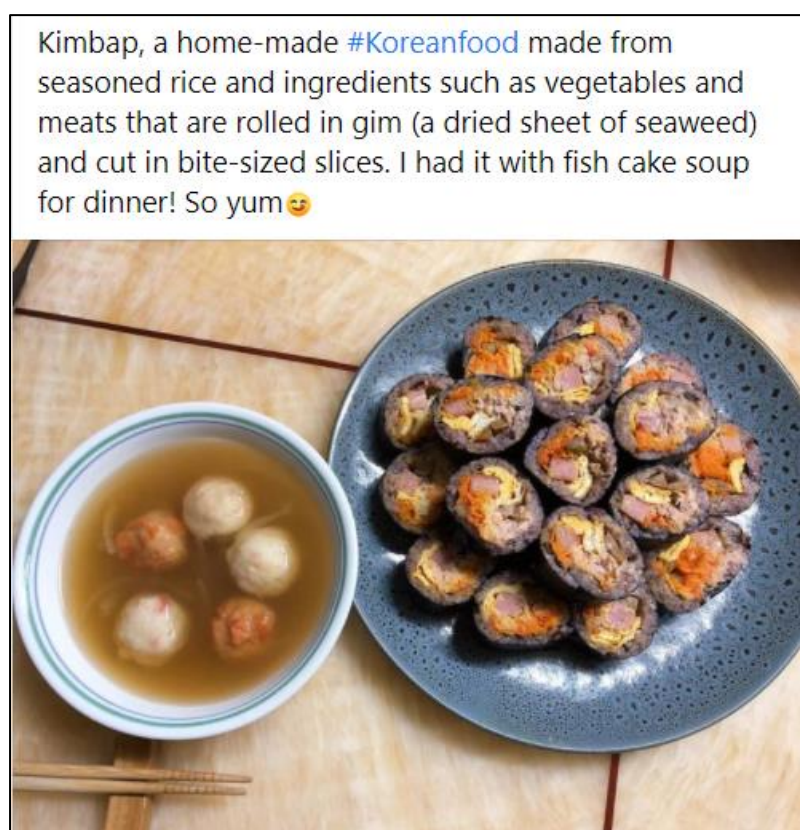 Kimbap, a home-made #Koreanfood made from
seasoned rice and ingredients such as vegetables and
meats that are rolled in gim (a dried sheet of seaweed)
and cut in bite-sized slices. I had it with fish cake soup
for dinner! So yum😋